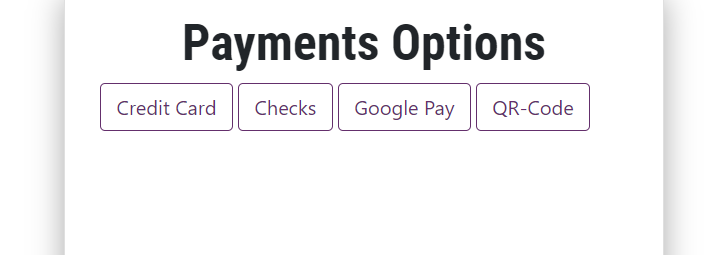 Payments Options
Credit Card Checks Google Pay QR-Code